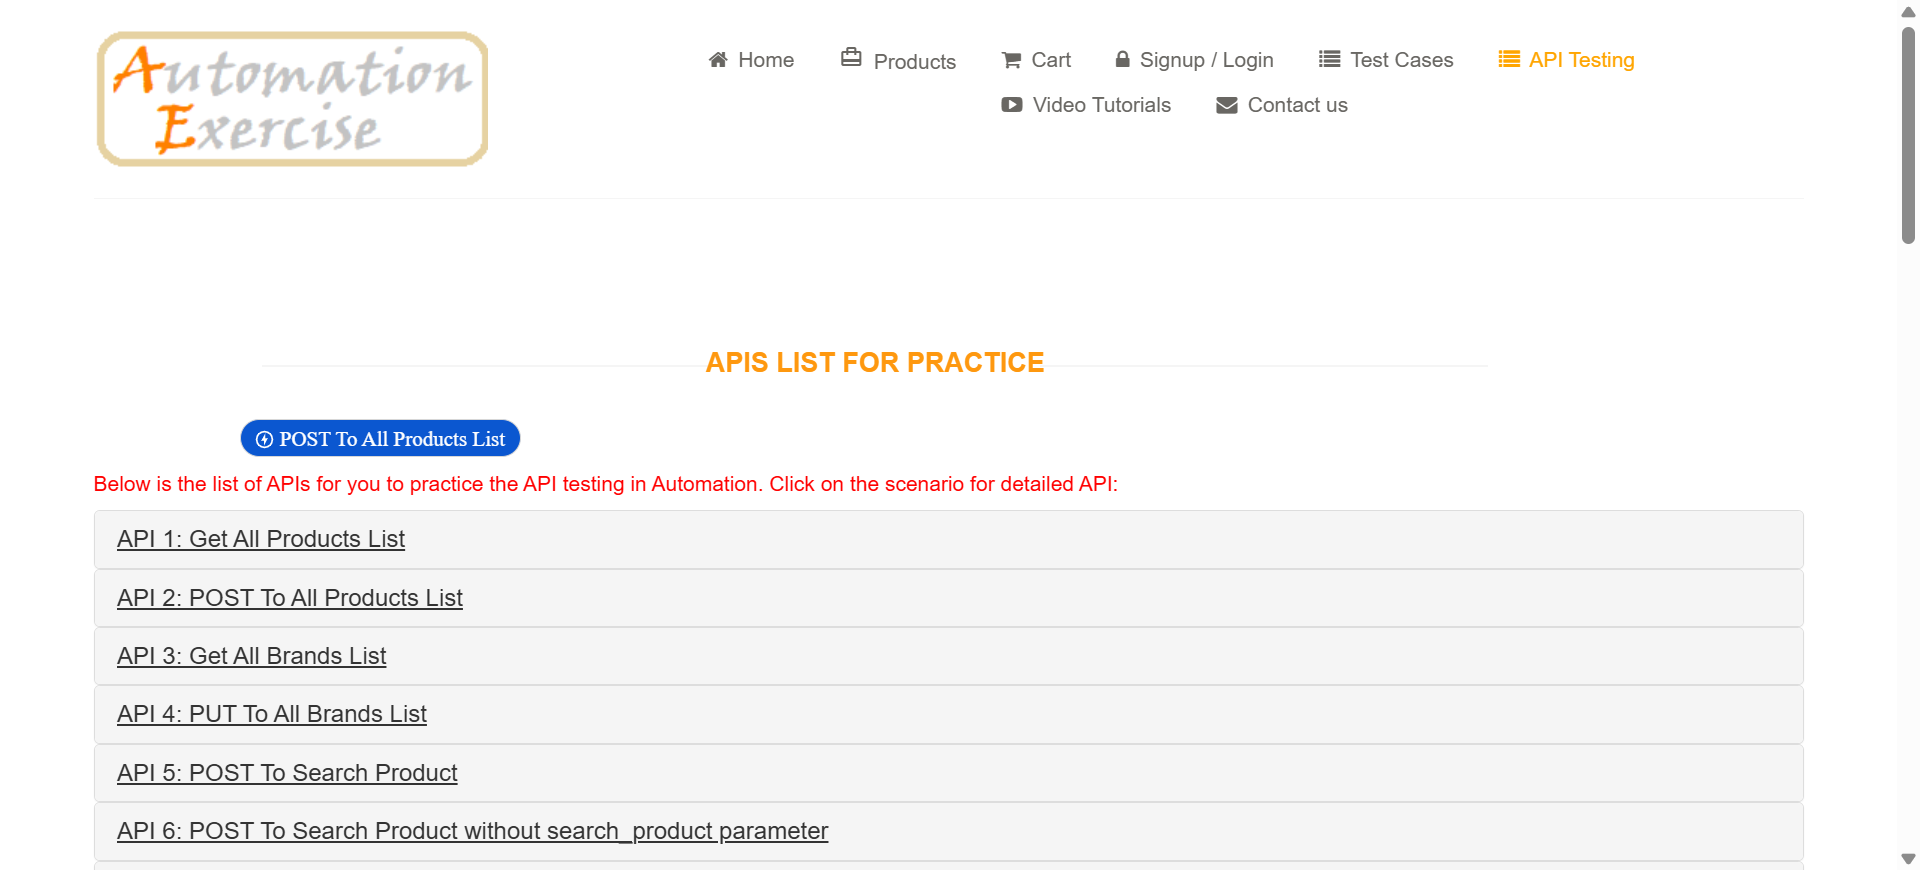 Automation
Exercise
Home
Products
Cart
Signup / Login
Test Cases
API Testing
Video Tutorials
Contact us
APIS LIST FOR PRACTICE
POST To All Products List
Below is the list of APIs for you to practice the API testing in Automation. Click on the scenario for detailed API:
API 1: Get All Products List
API 2: POST To All Products List
API 3: Get All Brands List
API 4: PUT To All Brands List
API 5: POST To Search Product
API 6: POST To Search Product without search_product parameter